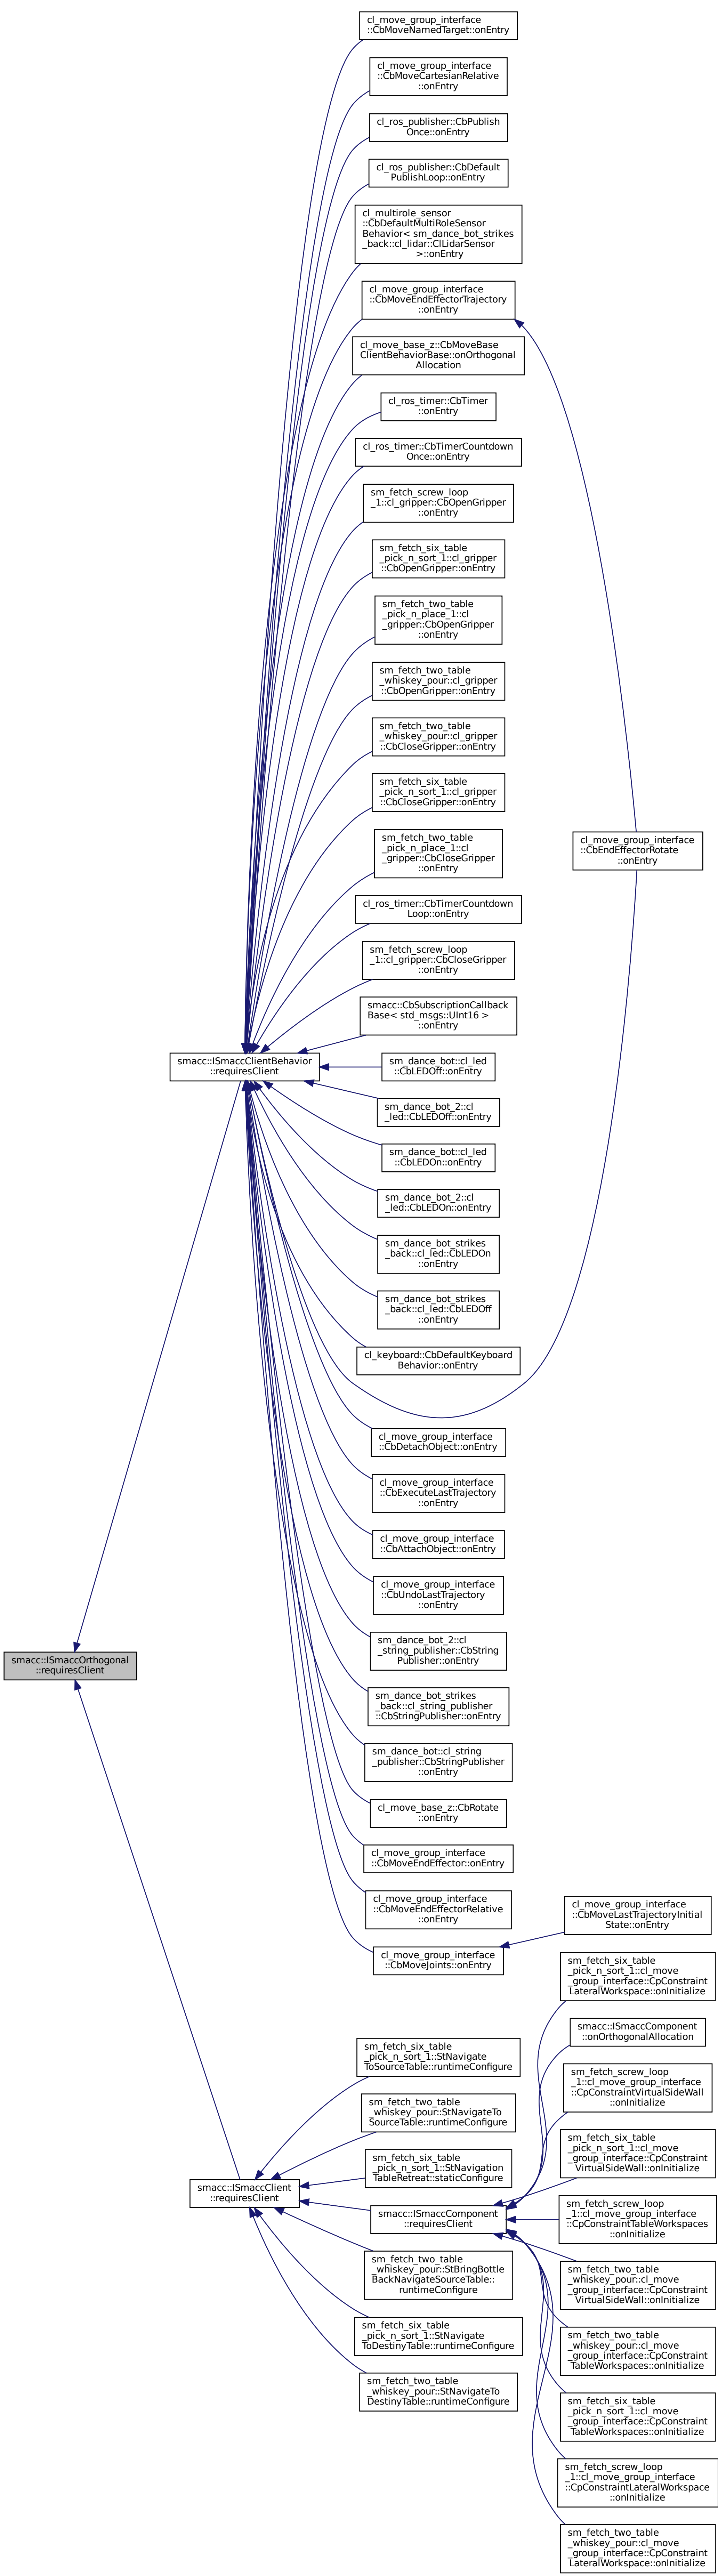 cl_move_group_interface
::CbMoveNamedTarget::onEntry
cl_move_group_interface
::CbMoveCartesianRelative
::onEntry
cl_ros_publisher::CbPublish
Once::onEntry
cl_ros_publisher::CbDefault
PublishLoop::onEntry
cl_multirole_sensor
::CbDefaultMultiRoleSensor
Behavior< sm_dance_bot_strikes
_back::cl_lidar::ClLidarSensor
>::onEntry
cl_move_group_interface
::CbMoveEndEffectorTrajectory
::onEntry
cl_move_base_z::CbMoveBase
ClientBehaviorBase::onOrthogonal
Allocation
cl_ros_timer::CbTimer
::onEntry
cl_ros_timer::CbTimerCountdown
Once::onEntry
sm_fetch_screw_loop
_1::cl_gripper::CbOpenGripper
::onEntry
sm_fetch_six_table
_pick_n_sort_1::cl_gripper
::CbOpenGripper::onEntry
sm_fetch_two_table
_pick_n_place_1::cl
_gripper::CbOpenGripper
::onEntry
sm_fetch_two_table
_whiskey_pour::cl_gripper
::CbOpenGripper::onEntry
sm_fetch_two_table
_whiskey_pour::cl_gripper
::CbCloseGripper::onEntry
sm_fetch_six_table
_pick_n_sort_1::cl_gripper
::CbCloseGripper::onEntry
sm_fetch_two_table
_pick_n_place_1::cl
_gripper::CbCloseGripper
::onEntry
cl_move_group_interface
::CbEndEffectorRotate
::onEntry
cl_ros_timer::CbTimerCountdown
Loop::onEntry
sm_fetch_screw_loop
_1::cl_gripper::CbCloseGripper
::onEntry
smacc::CbSubscriptionCallback
Base< std_msgs::UInt16 >
::onEntry
smacc::ISmaccClientBehavior
::requiresClient
sm_dance_bot::cl_led
::CbLEDOff::onEntry
sm_dance_bot_2::cl
_led::CbLEDOff::onEntry
sm_dance_bot::cl_led
::CbLEDOn::onEntry
sm_dance_bot_2::cl
_led::CbLEDOn::onEntry
sm_dance_bot_strikes
_back::cl_led::CbLEDOn
::onEntry
sm_dance_bot_strikes
_back::cl_led::CbLEDOff
::onEntry
cl_keyboard::CbDefaultKeyboard
Behavior::onEntry
cl_move_group_interface
::CbDetachObject::onEntry
cl_move_group_interface
::CbExecuteLastTrajectory
::onEntry
cl_move_group_interface
::CbAttachObject::onEntry
cl_move_group_interface
::CbUndoLastTrajectory
::onEntry
sm_dance_bot_2::cl
_string_publisher::CbString
Publisher::onEntry
smacc::ISmaccOrthogonal
::requiresClient
sm_dance_bot_strikes
_back::cl_string_publisher
::CbStringPublisher::onEntry
sm_dance_bot::cl_string
_publisher::CbStringPublisher
::onEntry
cl_move_base_z::CbRotate
::onEntry
cl_move_group_interface
::CbMoveEndEffector::onEntry
cl_move_group_interface
::CbMoveEndEffectorRelative
::onEntry
cl_move_group_interface
::CbMoveLastTrajectoryInitial
State::onEntry
cl_move_group_interface
::CbMoveJoints::onEntry
sm_fetch_six_table
_pick_n_sort_1::cl_move
_group_interface::CpConstraint
LateralWorkspace::onInitialize
smacc::ISmaccComponent
::onOrthogonalAllocation
sm_fetch_six_table
_pick_n_sort_1::StNavigate
ToSourceTable::runtimeConfigure
sm_fetch_screw_loop
_1::cl_move_group_interface
::CpConstraintVirtualSideWall
::onInitialize
sm_fetch_two_table
_whiskey_pour::StNavigateTo
SourceTable::runtimeConfigure
sm_fetch_six_table
_pick_n_sort_1::cl_move
_group_interface::CpConstraint
VirtualSideWall::onInitialize
sm_fetch_six_table
_pick_n_sort_1::StNavigation
TableRetreat::staticConfigure
smacc::ISmaccClient
::requiresClient
smacc::ISmaccComponent
::requiresClient
sm_fetch_screw_loop
_1::cl_move_group_interface
::CpConstraintTableWorkspaces
::onInitialize
sm_fetch_two_table
_whiskey_pour::StBringBottle
BackNavigateSourceTable::
runtimeConfigure
sm_fetch_two_table
_whiskey_pour::cl_move
_group_interface::CpConstraint
VirtualSideWall::onInitialize
sm_fetch_six_table
_pick_n_sort_1::StNavigate
ToDestinyTable::runtimeConfigure
sm_fetch_two_table
_whiskey_pour::cl_move
_group_interface::CpConstraint
TableWorkspaces::onInitialize
sm_fetch_two_table
_whiskey_pour::StNavigateTo
DestinyTable::runtimeConfigure
sm_fetch_six_table
_pick_n_sort_1::cl_move
_group_interface::CpConstraint
TableWorkspaces::onInitialize
sm_fetch_screw_loop
_1::cl_move_group_interface
::CpConstraintLateralWorkspace
::onInitialize
sm_fetch_two_table
_whiskey_pour::cl_move
_group_interface::CpConstraint
LateralWorkspace::onInitialize